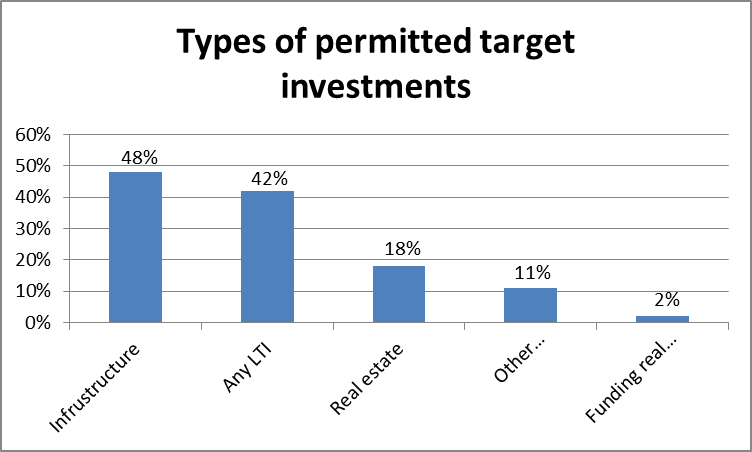 Types of permitted target
investments
60%
50%
40%
30%
20%
10%
0%
48%
42%
18%
11%
2%
Infrustructure
Any LTI
Real estate
Other...
Funding real...